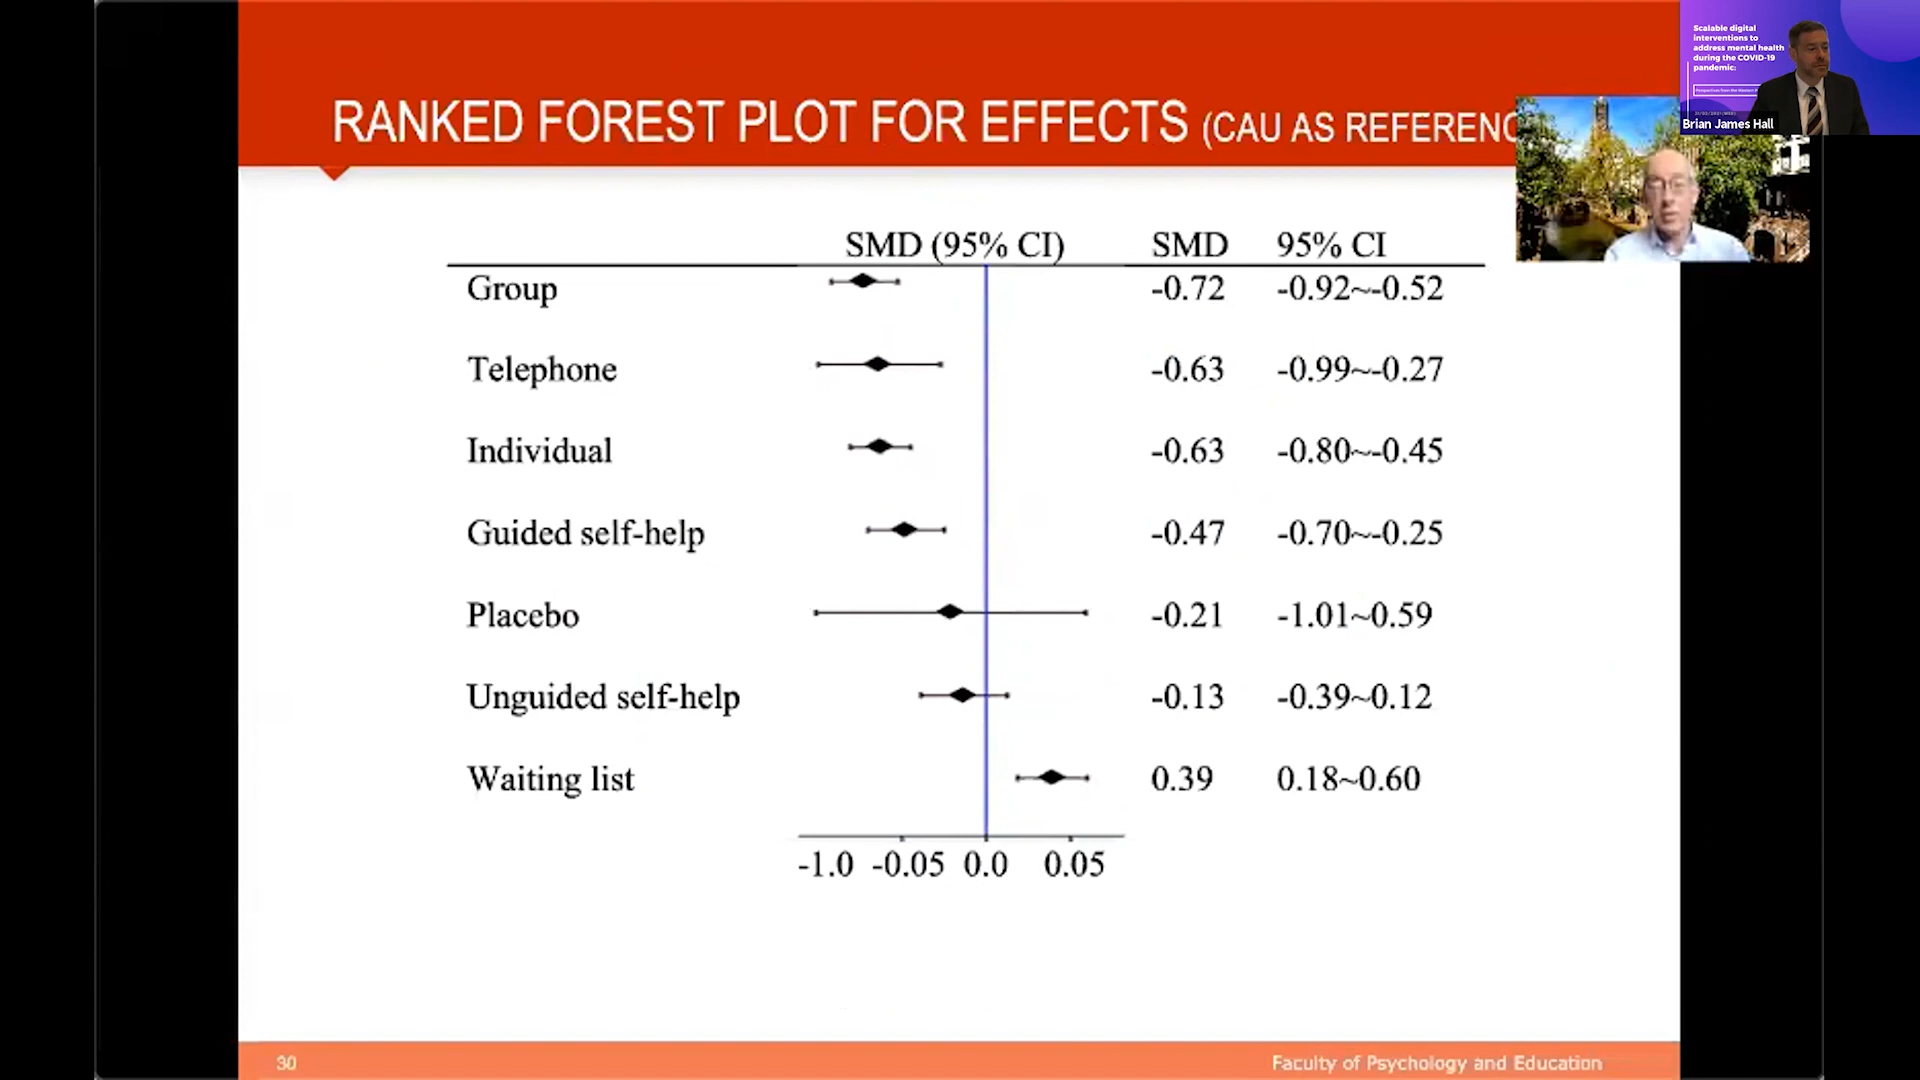 RANKED FOREST PLOT FOR EFFECTS (CAU AS REFERENC
Scalable digital
interventions to
address mental health
during the COVID-19
pandemic:
Brian James Hall
SMD (95% CI) SMD 95% CI
Group -0.72 -0.92~-0.52
Telephone -0.63 -0.99~-0.27
Individual -0.63 -0.80~-0.45
Guided self-help -0.47 -0.70~-0.25
Placebo -0.21 -1.01~0.59
Unguided self-help -0.13 -0.39~0.12
Waiting list 0.39 0.18~0.60
-1.0 -0.05 0.0 0.05
30 Faculty of Psychology and Education